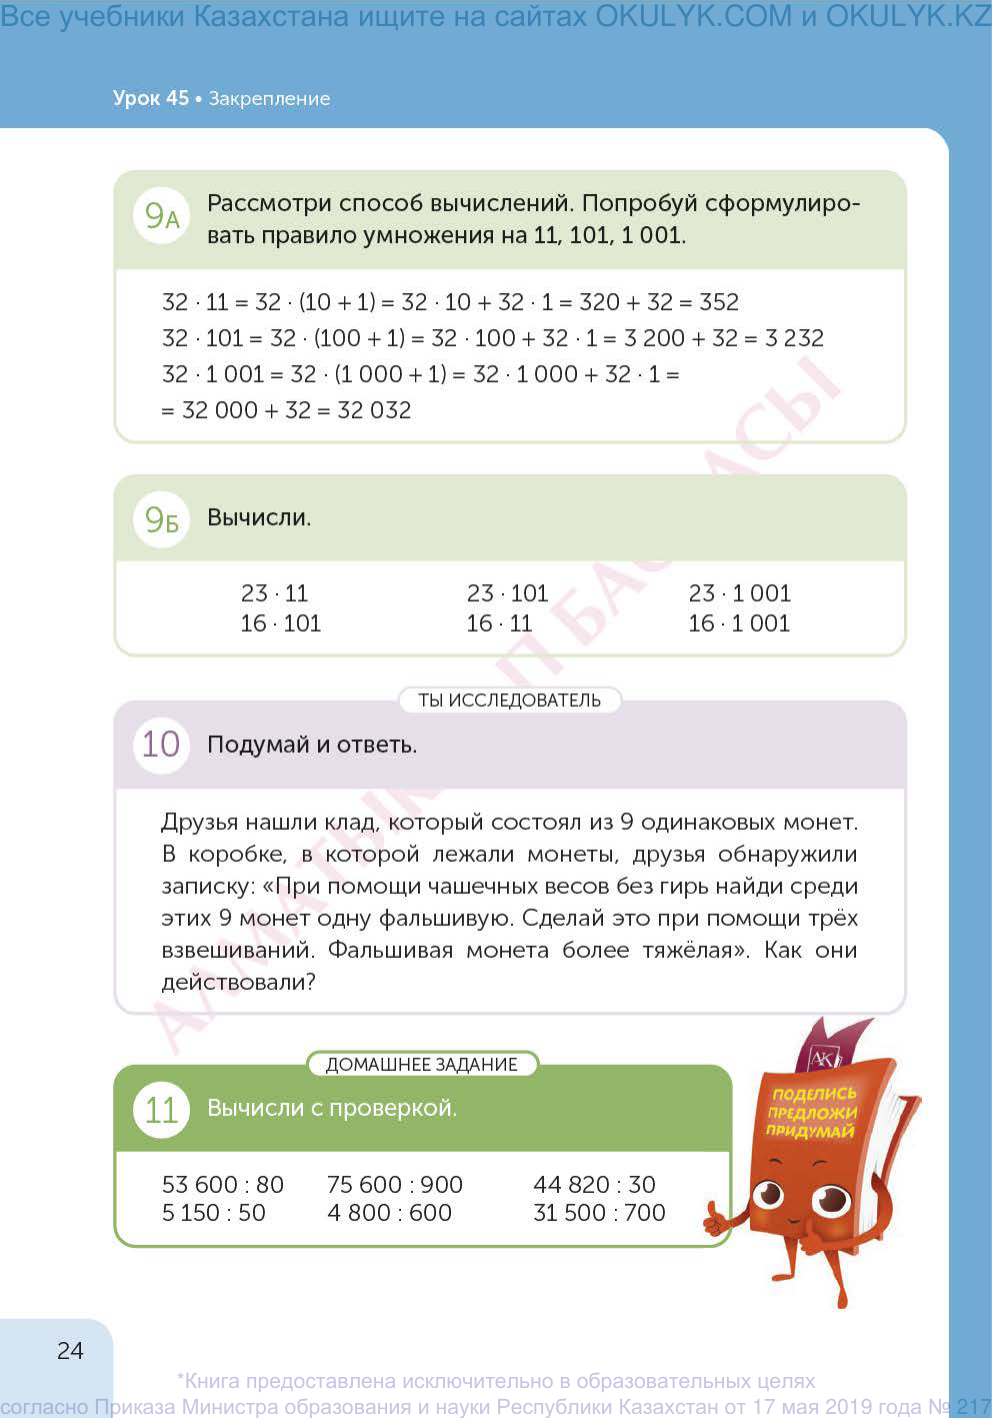 Все учебники Казахстана ищите на сайтах OKULYK.COM и OKULYK.KZ
Урок 45 • Закрепление
9А
Рассмотри способ вычислений. Попробуй сформулиро-
вать правило умножения на 11, 101, 1 001.
32 · 11 = 32 · (10 + 1) = 32 · 10 + 32 · 1 = 320 + 32 = 352
32 · 101 = 32 · (100 + 1) = 32 · 100 + 32 · 1 = 3 200 + 32 = 3 232
32 · 1 001 = 32 · (1 000 + 1) = 32 · 1 000 + 32 · 1 =
= 32 000 + 32 = 32 032
9Б Вычисли.
23 · 11 23 · 101 23 · 1 001
16 · 101 16 · 11 16 · 1 001
ТЫ ИССЛЕДОВАТЕЛЬ
10 Подумай и ответь.
Друзья нашли клад, который состоял из 9 одинаковых монет.
В коробке, в которой лежали монеты, друзья обнаружили
записку: «При помощи чашечных весов без гирь найди среди
этих 9 монет одну фальшивую. Сделай это при помощи трёх
взвешиваний. Фальшивая монета более тяжёлая». Как они
действовали?
ДОМАШНЕЕ ЗАДАНИЕ
11 Вычисли с проверкой.
53 600 : 80 75 600 : 900 44 820 : 30
5 150 : 50 4 800 : 600 31 500 : 700
АК
ПОДЕЛИСЬ
ПРЕДЛОЖИ
ПРИДУМАЙ
24
*Книга предоставлена исключительно в образовательных целях
согласно Приказа Министра образования и науки Республики Казахстан от 17 мая 2019 года № 217